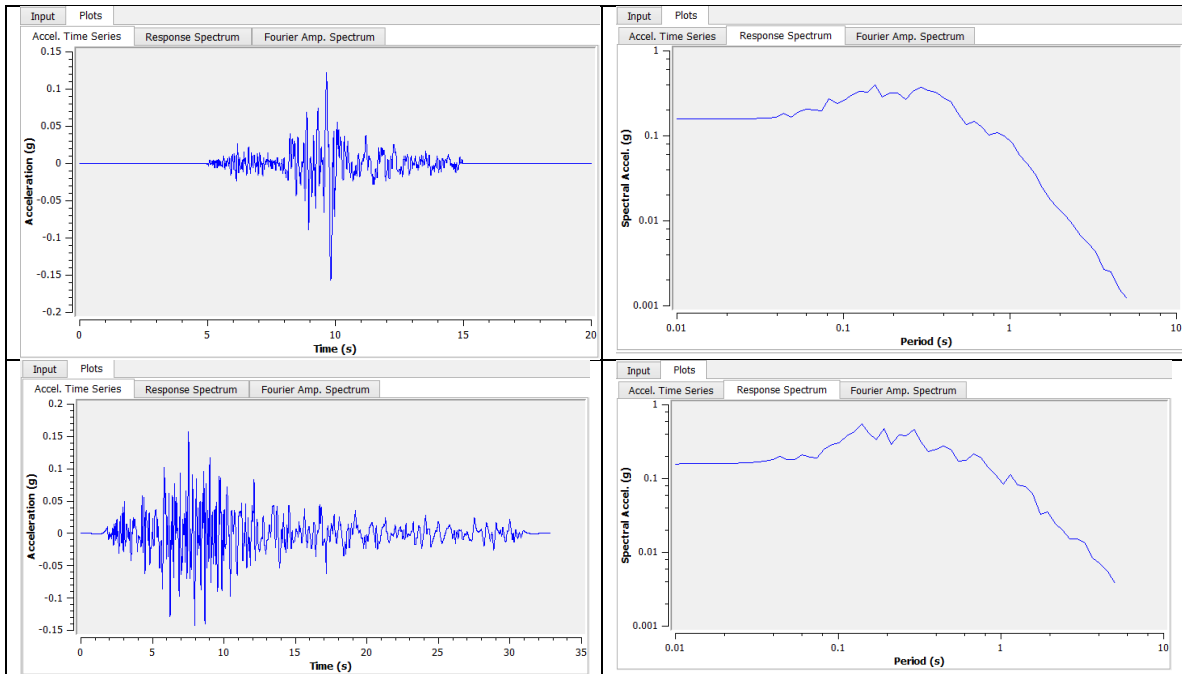 Input Plots
Accel. Time Series Response Spectrum Fourier Amp. Spectrum
0.15
0.1
0.05
0
-0.05
-0.1
-0.15
-0.2
Acceleration (g)
0 5 10 15 20
Time (s)
Input Plots
Accel. Time Series Response Spectrum Fourier Amp. Spectrum
1
0.1
0.01
0.001
Spectral Accel. (g)
0.01 0.1 1 10
Period (s)
Input Plots
Accel. Time Series Response Spectrum Fourier Amp. Spectrum
0.2
0.15
0.1
0.05
0
-0.05
-0.1
-0.15
Acceleration (g)
0 5 10 15 20 25 30 35
Time (s)
Input Plots
Accel. Time Series Response Spectrum Fourier Amp. Spectrum
1
0.1
0.01
0.001
Spectral Accel. (g)
0.01 0.1 1 10
Period (s)